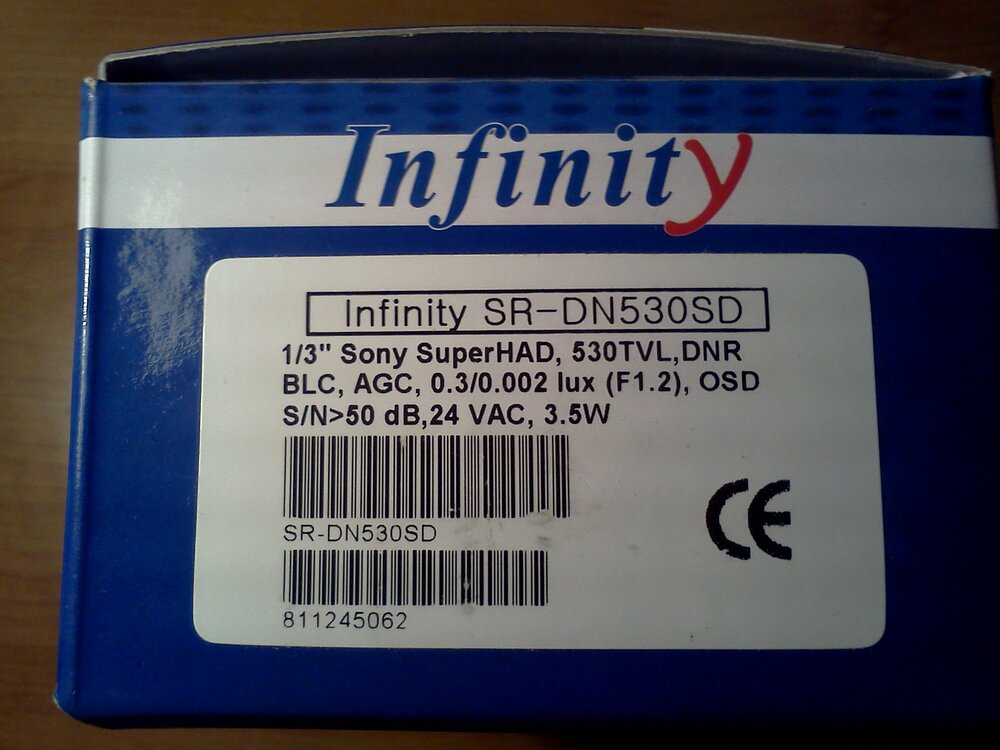 Infinity
Infinity SR-DN530SD
1/3" Sony SuperHAD, 530TVL,DNR
BLC, AGC, 0.3/0.002 lux (F1.2), OSD
S/N>50 dB,24 VAC, 3.5W
SR-DN530SD
CE
811245062